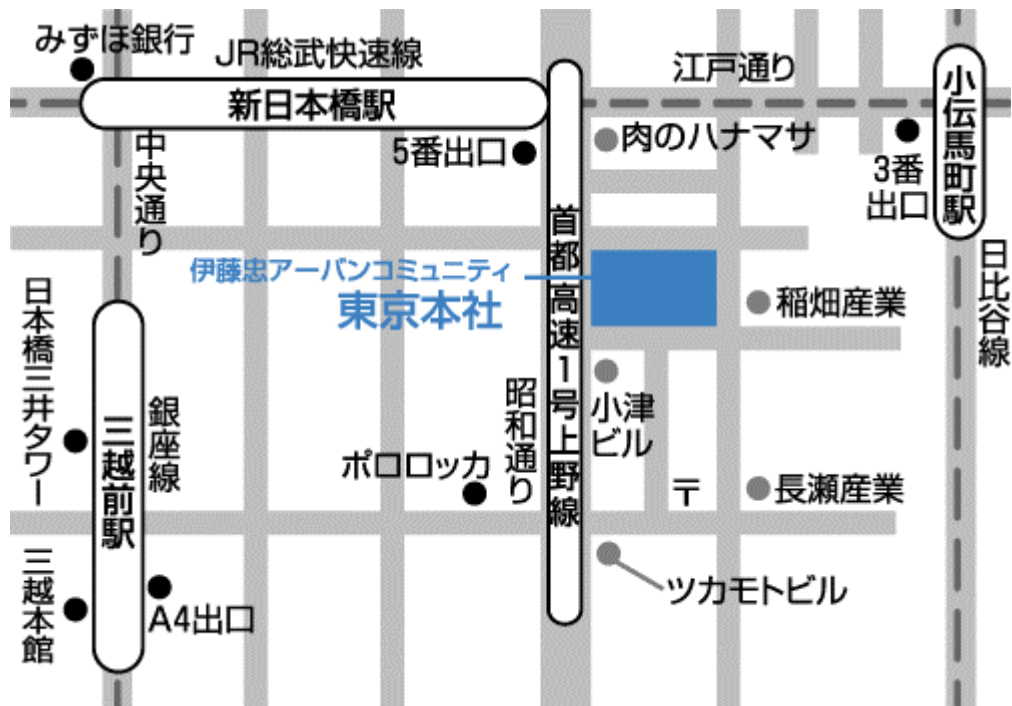 みずほ銀行
JR総武快速線
江戸通り
新日本橋駅
小伝馬町駅
中央通り
5番出口
肉のハナマサ
3番
出口
首都高速1号上野線
伊藤忠アーバンコミュニティ
東京本社
日比谷線
稲畑産業
日本橋三井タワー
三越前駅
銀座線
昭和通り
小津
ビル
ポロロッカ
〒
長瀬産業
三越本館
A4出口
ツカモトビル